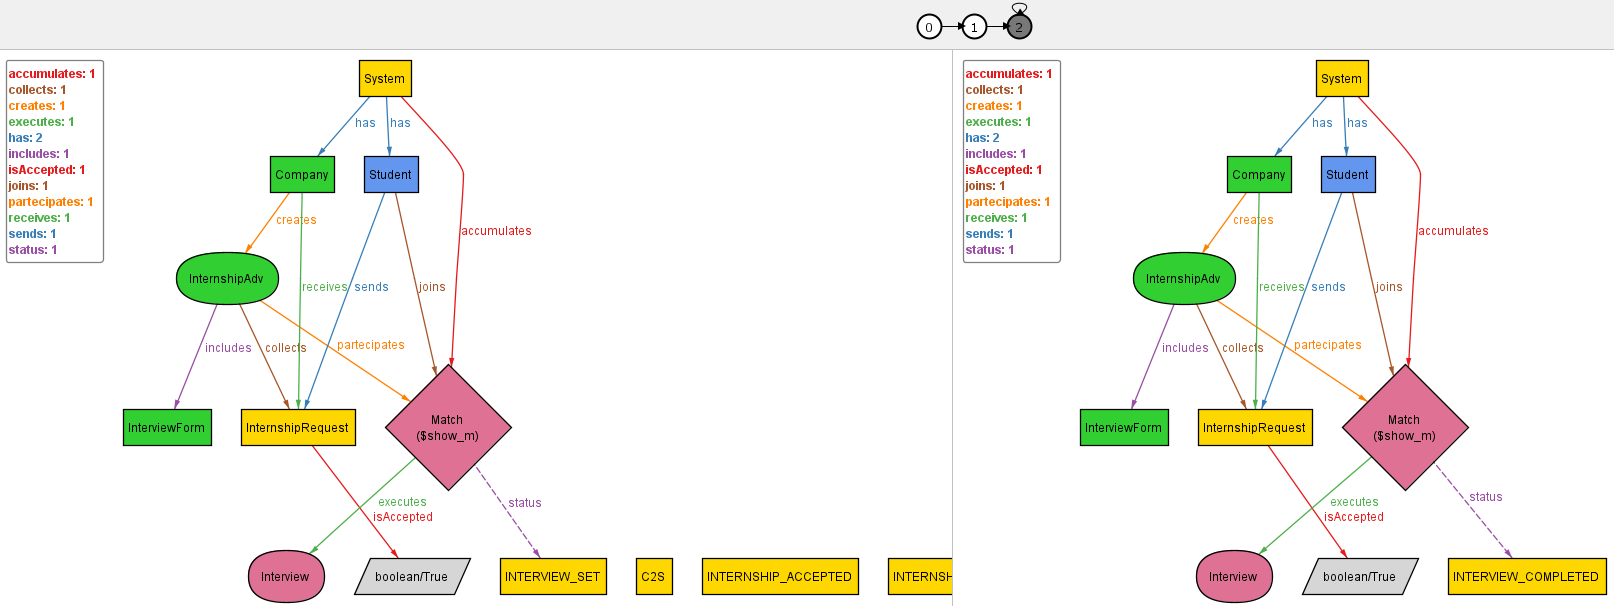 0 1 2
accumulates: 1
collects: 1
creates: 1
executes: 1
has: 2
includes: 1
isAccepted: 1
joins: 1
partecipates: 1
receives: 1
sends: 1
status: 1
System
has has
Company Student
creates
accumulates
InternshipAdv
receives sends joins
includes collects partecipates
InterviewForm InternshipRequest Match
($show_m)
executes status
isAccepted
Interview boolean/True INTERVIEW_SET C2S INTERNSHIP_ACCEPTED INTERNSH
accumulates: 1
collects: 1
creates: 1
executes: 1
has: 2
includes: 1
isAccepted: 1
joins: 1
partecipates: 1
receives: 1
sends: 1
status: 1
System
has has
Company Student
creates
accumulates
InternshipAdv
receives sends joins
includes collects partecipates
InterviewForm InternshipRequest Match
($show_m)
executes status
isAccepted
Interview boolean/True INTERVIEW_COMPLETED